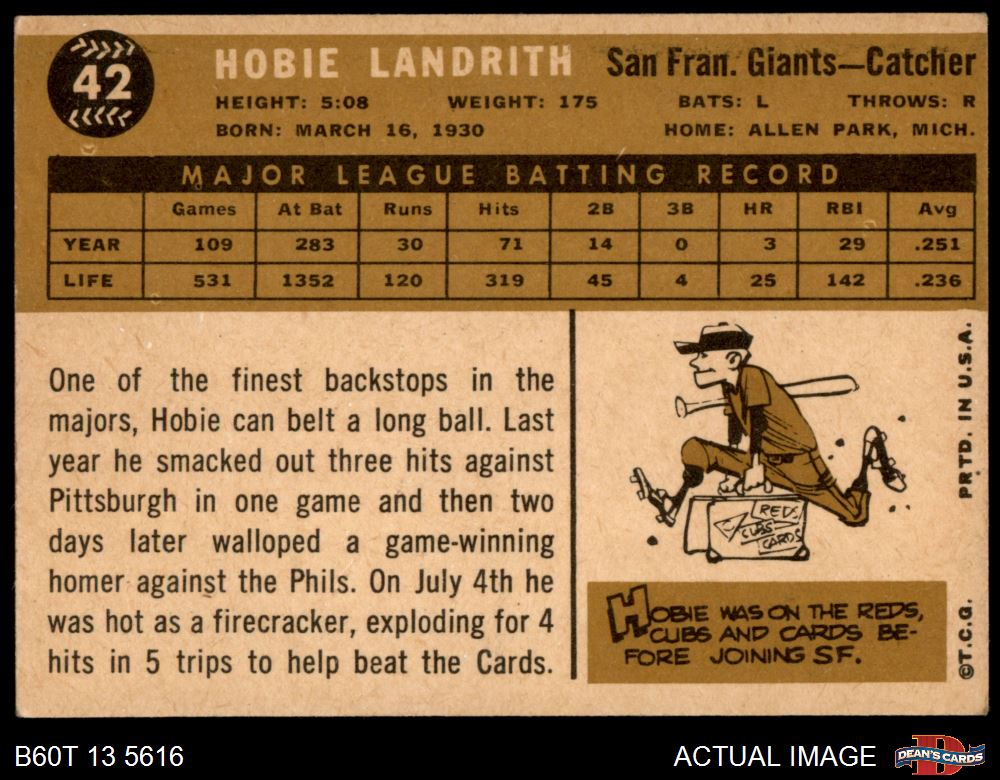 42
HOBIE LANDRITH San Fran. Giants—Catcher
HEIGHT: 5:08 WEIGHT: 175 BATS: L THROWS: R
BORN: MARCH 16, 1930 HOME: ALLEN PARK, MICH.
MAJOR LEAGUE BATTING RECORD
Games At Bat Runs Hits 2B 3B HR RBI Avg
YEAR 109 283 30 71 14 0 3 29 .251
LIFE 531 1352 120 319 45 4 25 142 .236
One of the finest backstops in the
majors, Hobie can belt a long ball. Last
year he smacked out three hits against
Pittsburgh in one game and then two
days later walloped a game-winning
homer against the Phils. On July 4th he
was hot as a firecracker, exploding for 4
hits in 5 trips to help beat the Cards.
REDS
CUBS
CARDS
HOBIE WAS ON THE REDS,
CUBS AND CARDS BE-
FORE JOINING SF.
©T.C.G. PRTD. IN U.S.A.
B60T 13 5616 ACTUAL IMAGE
DEAN'S CARDS